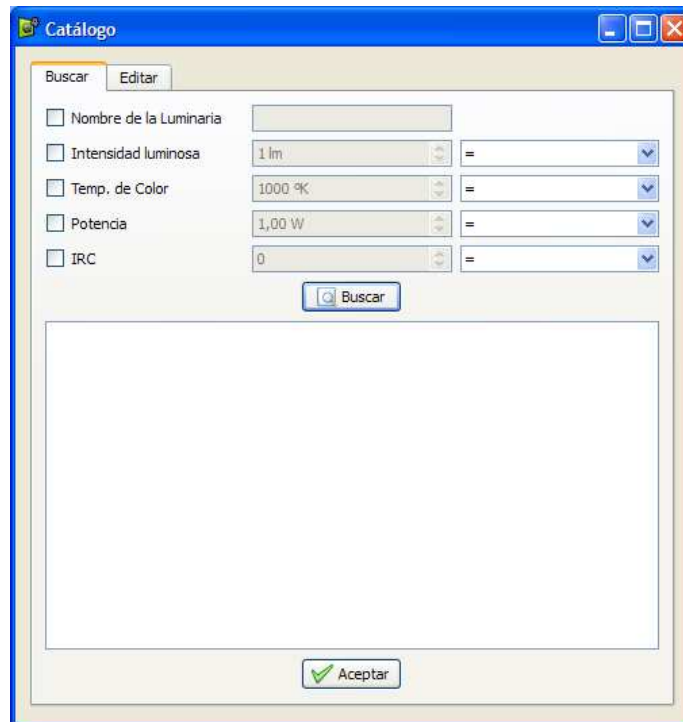 Catálogo
Buscar Editar
Nombre de la Luminaria
Intensidad luminosa 1 lm =
Temp. de Color 1000 ºK =
Potencia 1,00 W =
IRC 0 =
Buscar
Aceptar